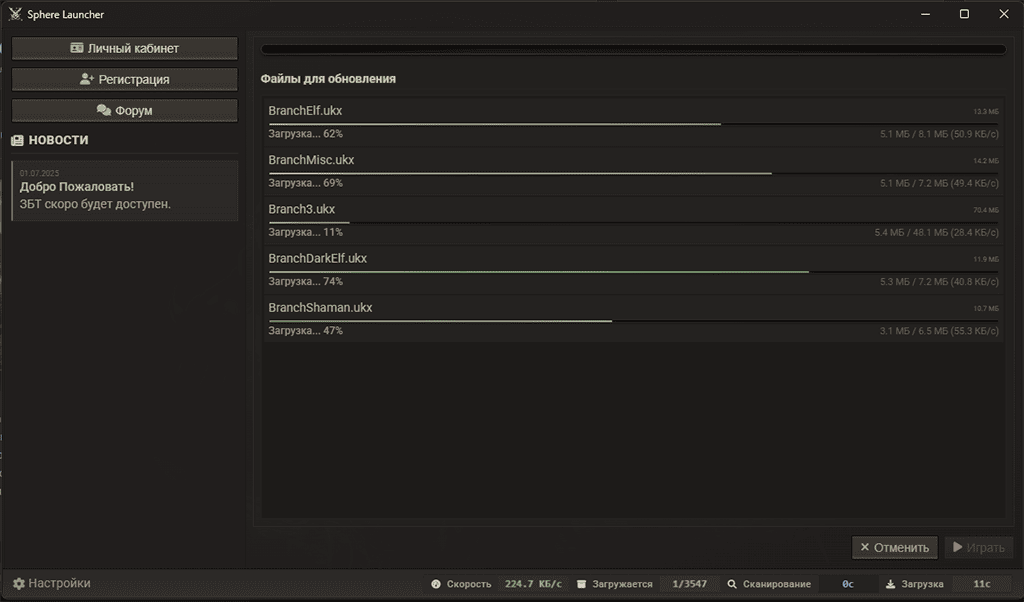 Sphere Launcher
Личный кабинет
Регистрация
Форум
НОВОСТИ
01.07.2025
Добро Пожаловать!
ЗБТ скоро будет доступен.
Файлы для обновления
BranchElf.ukx
13.3 МБ
Загрузка... 62%
5.1 МБ / 8.1 МБ (50.9 КБ/с)
BranchMisc.ukx
14.2 МБ
Загрузка... 69%
5.1 МБ / 7.2 МБ (49.4 КБ/с)
Branch3.ukx
70.4 МБ
Загрузка... 11%
5.4 МБ / 48.1 МБ (28.4 КБ/с)
BranchDarkElf.ukx
11.9 МБ
Загрузка... 74%
5.3 МБ / 7.2 МБ (40.8 КБ/с)
BranchShaman.ukx
10.7 МБ
Загрузка... 47%
3.1 МБ / 6.5 МБ (55.3 КБ/с)
Отменить
Играть
Настройки
Скорость 224.7 КБ/с Загружается 1/3547 Сканирование 0с Загрузка 11с